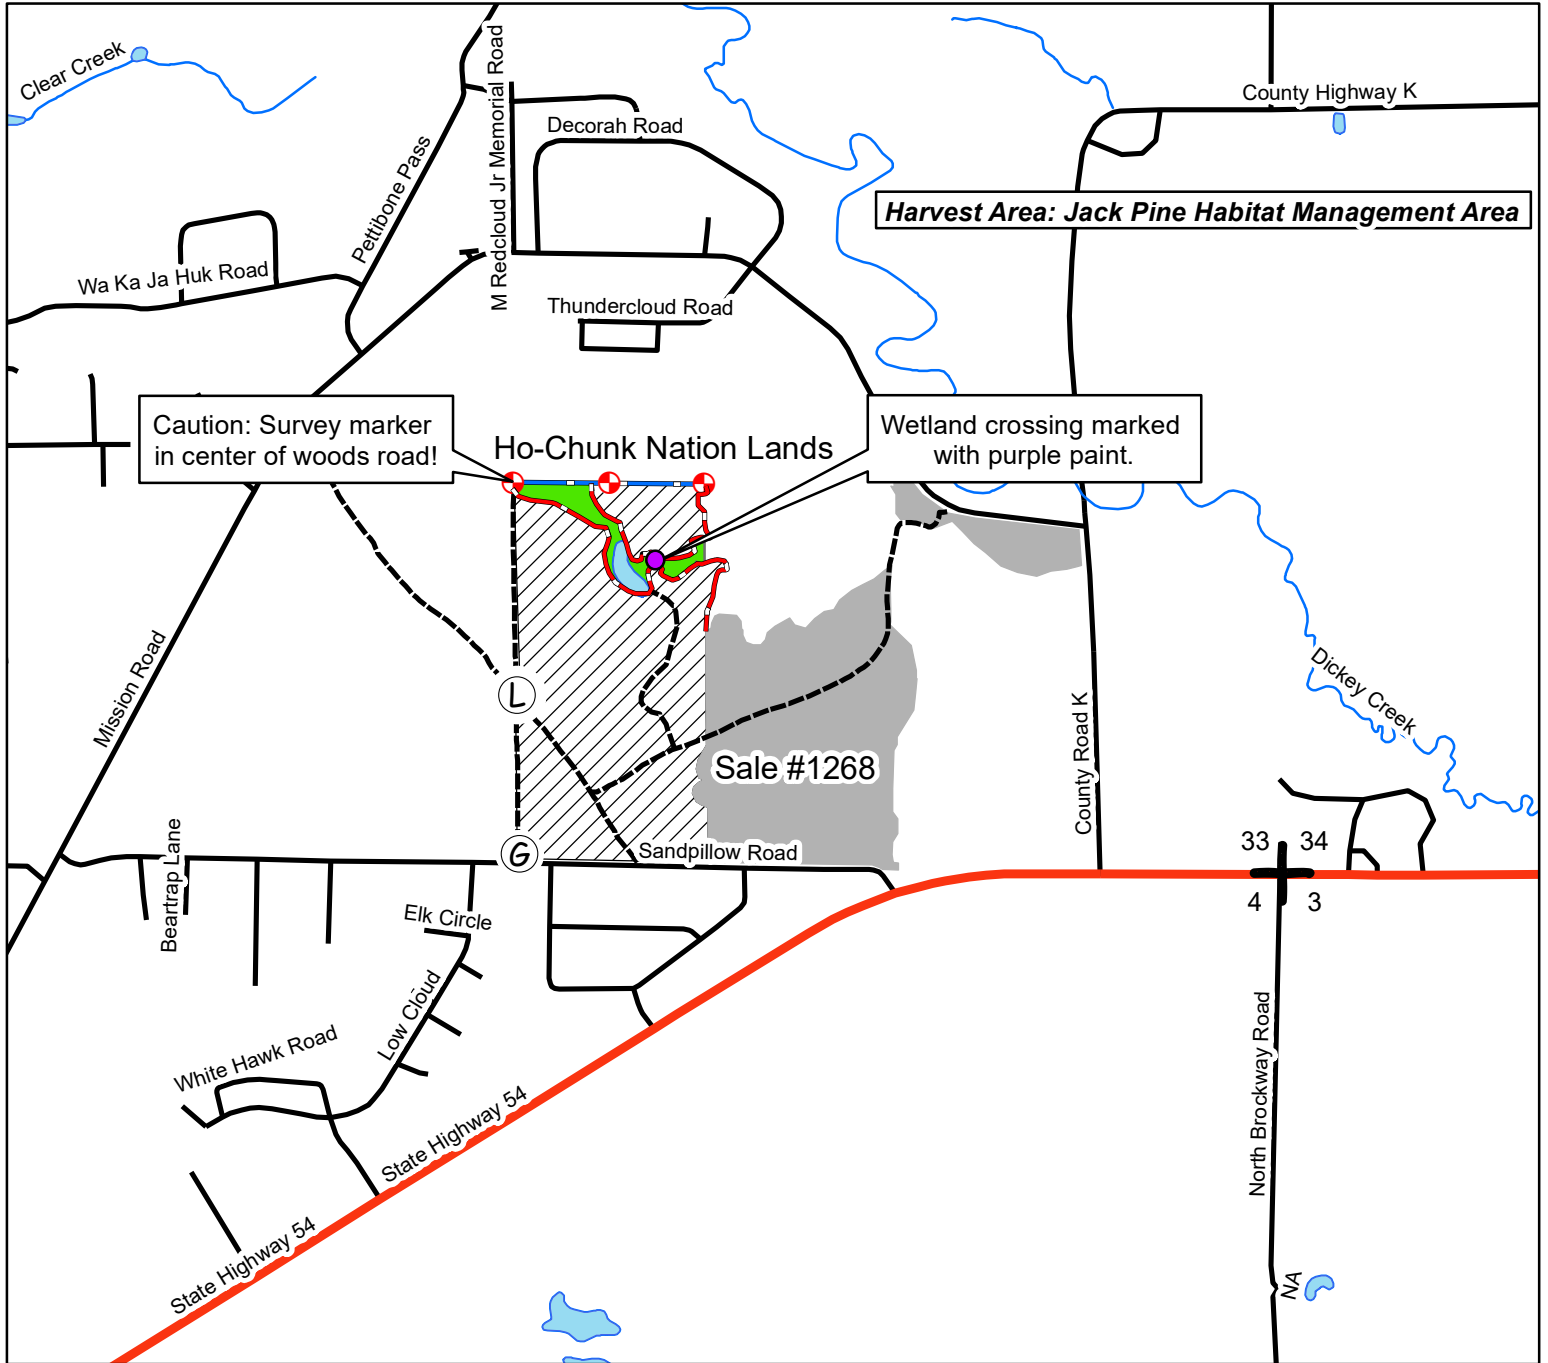 Clear Creek
Pettibone Pass
M Redcloud Jr Memorial Road
Decorah Road
County Highway K
Harvest Area: Jack Pine Habitat Management Area
Wa Ka Ja Huk Road
Thundercloud Road
Caution: Survey marker
in center of woods road!
Ho-Chunk Nation Lands
Wetland crossing marked
with purple paint.
Mission Road
L
Dickey Creek
Sale #1268
County Road K
G
Sandpillow Road
33 34
4 3
Beartrap Lane
Elk Circle
Low Cloud
White Hawk Road
State Highway 54
State Highway 54
North Brockway Road
NA